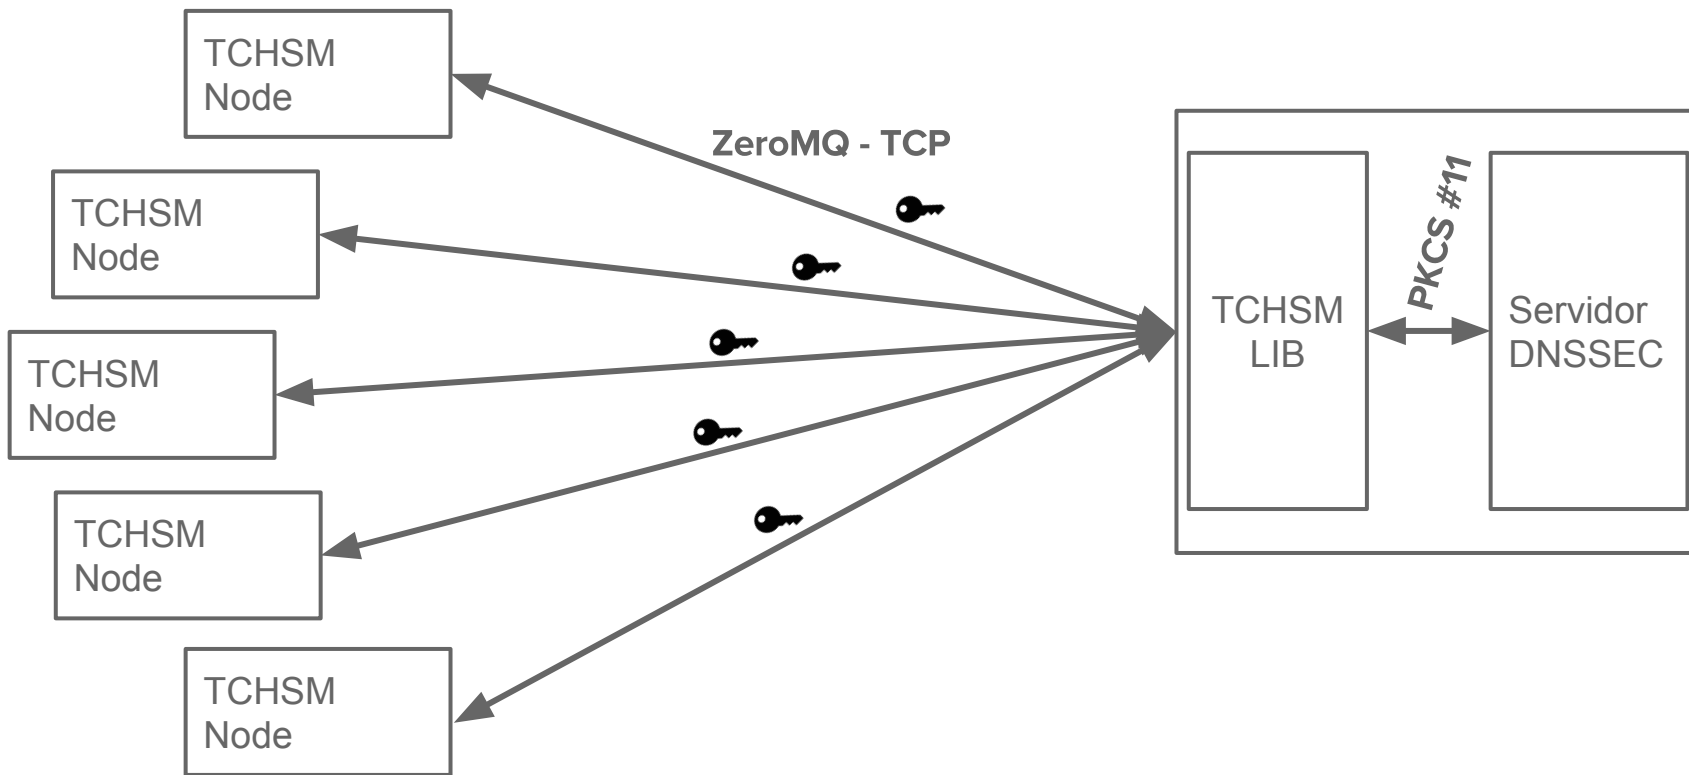 TCHSM
Node
ZeroMQ - TCP
TCHSM
Node
TCHSM
Node
TCHSM
Node
TCHSM
Node
TCHSM
LIB
PKCS #11
Servidor
DNSSEC